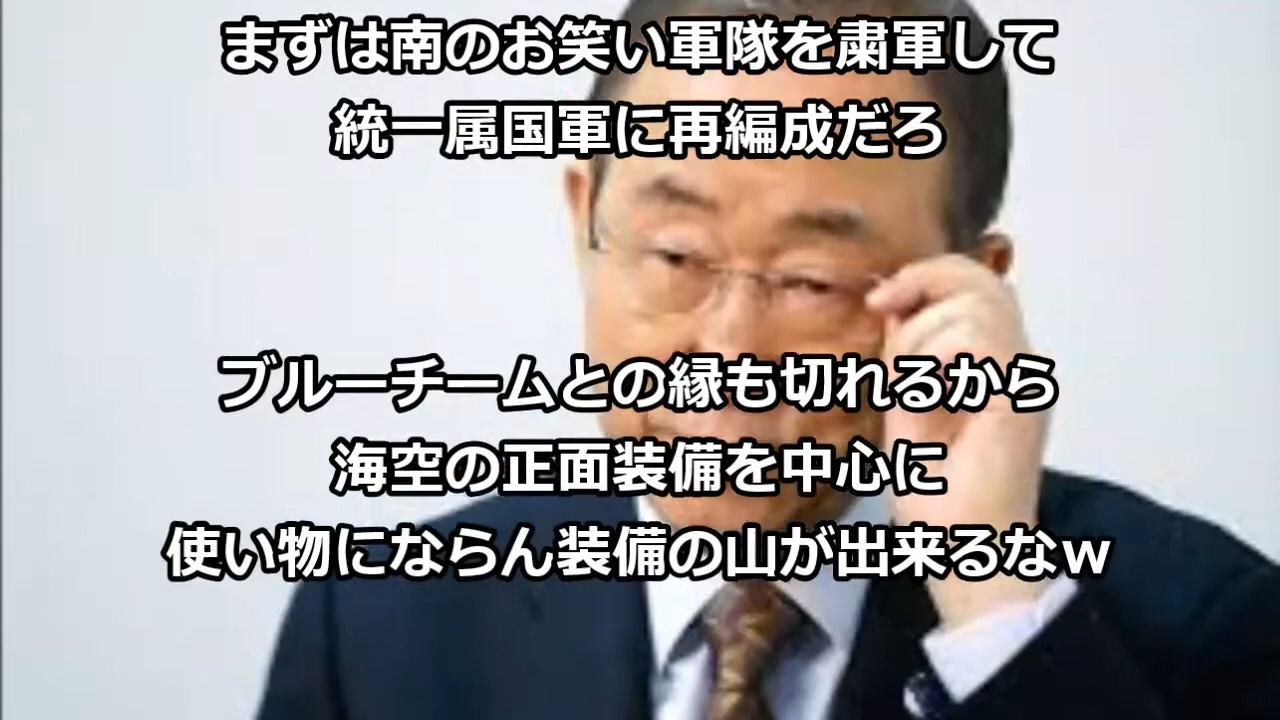 まずは南のお笑い軍隊を粛軍して
統一属国軍に再編成だろ
ブルーチームとの縁も切れるから
海空の正面装備を中心に
使い物にならん装備の山が出来るなｗ